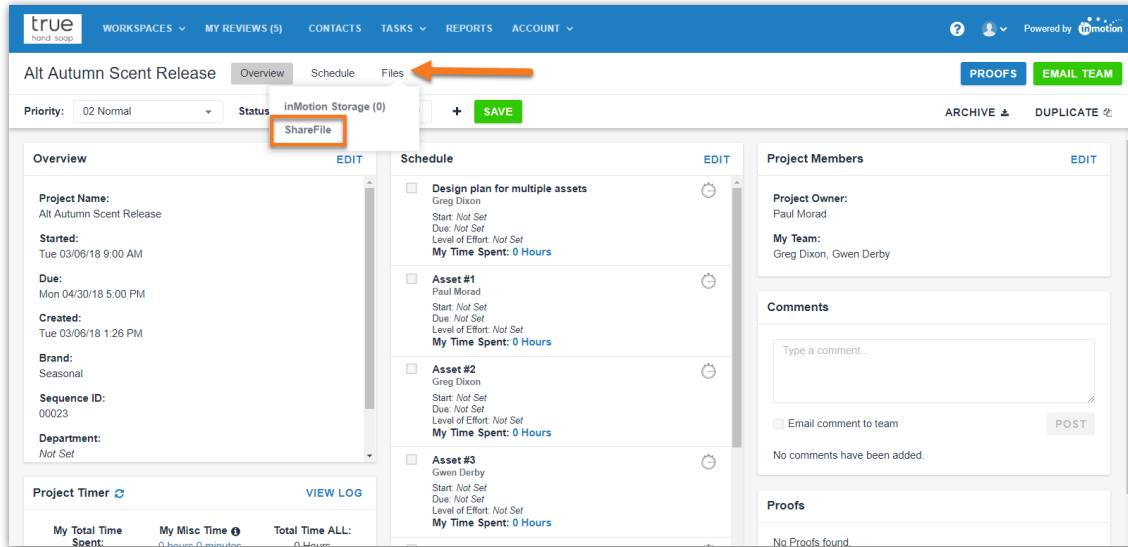 true
hand soap
WORKSPACES MY REVIEWS (5) CONTACTS TASKS REPORTS ACCOUNT
? Powered by inmotion
Alt Autumn Scent Release Overview Schedule Files
PROOFS EMAIL TEAM
Priority: 02 Normal Status + SAVE
ARCHIVE DUPLICATE
inMotion Storage (0)
ShareFile
Overview EDIT
Project Name:
Alt Autumn Scent Release
Started:
Tue 03/06/18 9:00 AM
Due:
Mon 04/30/18 5:00 PM
Created:
Tue 03/06/18 1:26 PM
Brand:
Seasonal
Sequence ID:
00023
Department:
Not Set
Project Timer VIEW LOG
My Total Time
Spent:
My Misc Time
0 hours 0 minutes
Total Time ALL:
0 Hours
Schedule EDIT
Design plan for multiple assets
Greg Dixon
Start: Not Set
Due: Not Set
Level of Effort: Not Set
My Time Spent: 0 Hours
Asset #1
Paul Morad
Start: Not Set
Due: Not Set
Level of Effort: Not Set
My Time Spent: 0 Hours
Asset #2
Greg Dixon
Start: Not Set
Due: Not Set
Level of Effort: Not Set
My Time Spent: 0 Hours
Asset #3
Gwen Derby
Start: Not Set
Due: Not Set
Level of Effort: Not Set
My Time Spent: 0 Hours
Project Members EDIT
Project Owner:
Paul Morad
My Team:
Greg Dixon, Gwen Derby
Comments
Type a comment...
Email comment to team POST
No comments have been added.
Proofs
No Proofs found.